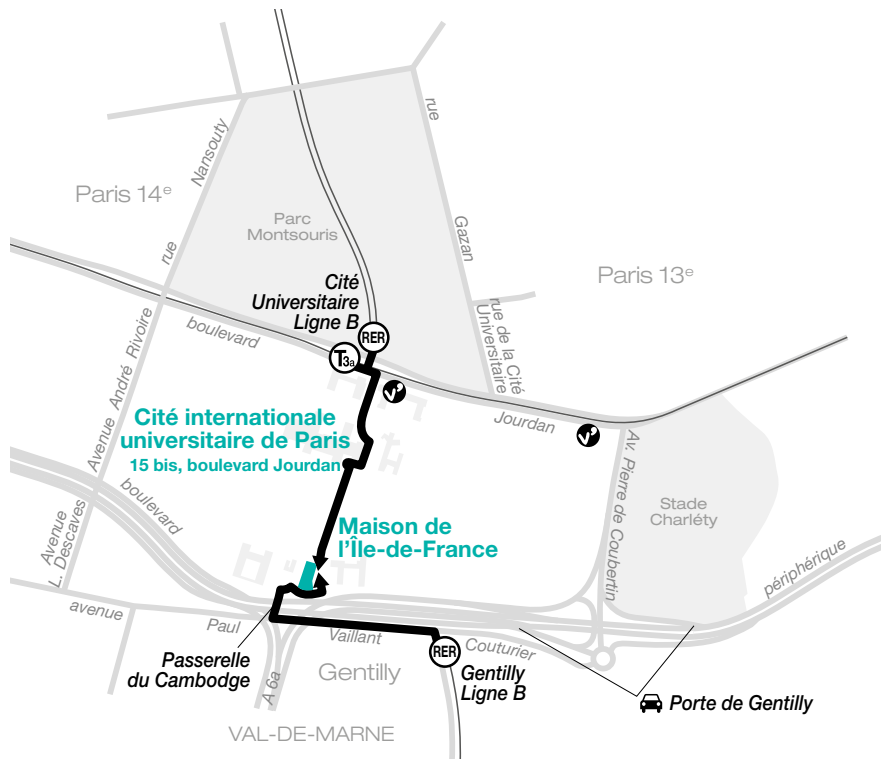 rue
Nansouty
Paris 14e
Parc
Montsouris
Gazan
Paris 13e
Cité
Universitaire
Ligne B
RER
rue de la Cité
Universitaire
boulevard
T3a
rue
Avenue André Rivoire
v'
Jourdan
v'
Cité internationale
universitaire de Paris
15 bis, boulevard Jourdan
Av. Pierre de Coubertin
boulevard
Stade
Charléty
Maison de
l'Île-de-France
Avenue
L. Descaves
périphérique
avenue
Paul
Vaillant
Couturier
RER
Passerelle
du Cambodge
A 6a
Gentilly
Gentilly
Ligne B
Porte de Gentilly
VAL-DE-MARNE